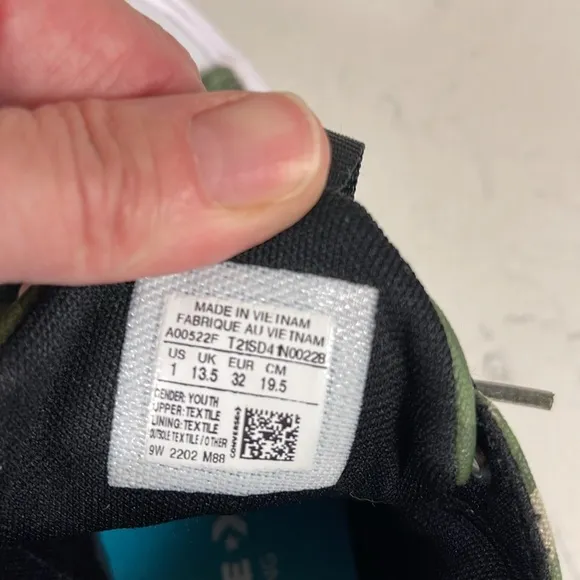 MADE IN VIETNAM
FABRIQUE AU VIETNAM
A00522F T21SD41N00228
US UK EUR CM
1 13.5 32 19.5
GENDER: YOUTH
UPPER: TEXTILE
LINING: TEXTILE
OUTSOLE TEXTILE / OTHER
9W 2202 M88
CONVERSE